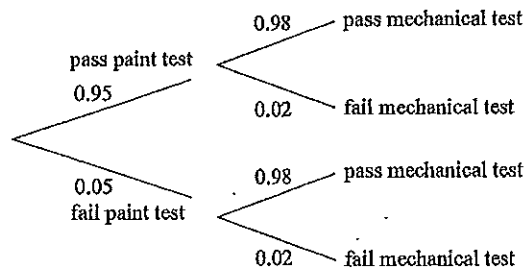 0.98
pass mechanical test
pass paint test
0.95
0.02
fail mechanical test
0.05
fail paint test
0.98
pass mechanical test
0.02
fail mechanical test